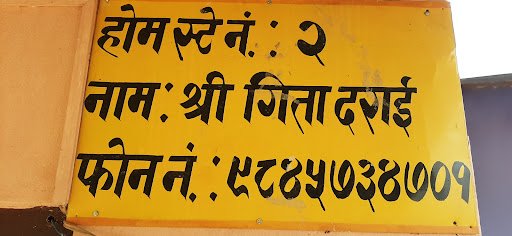 होम स्टे नं. : २
नाम : श्री गिता दराई
फोन नं. : ९८४५७३४७०१